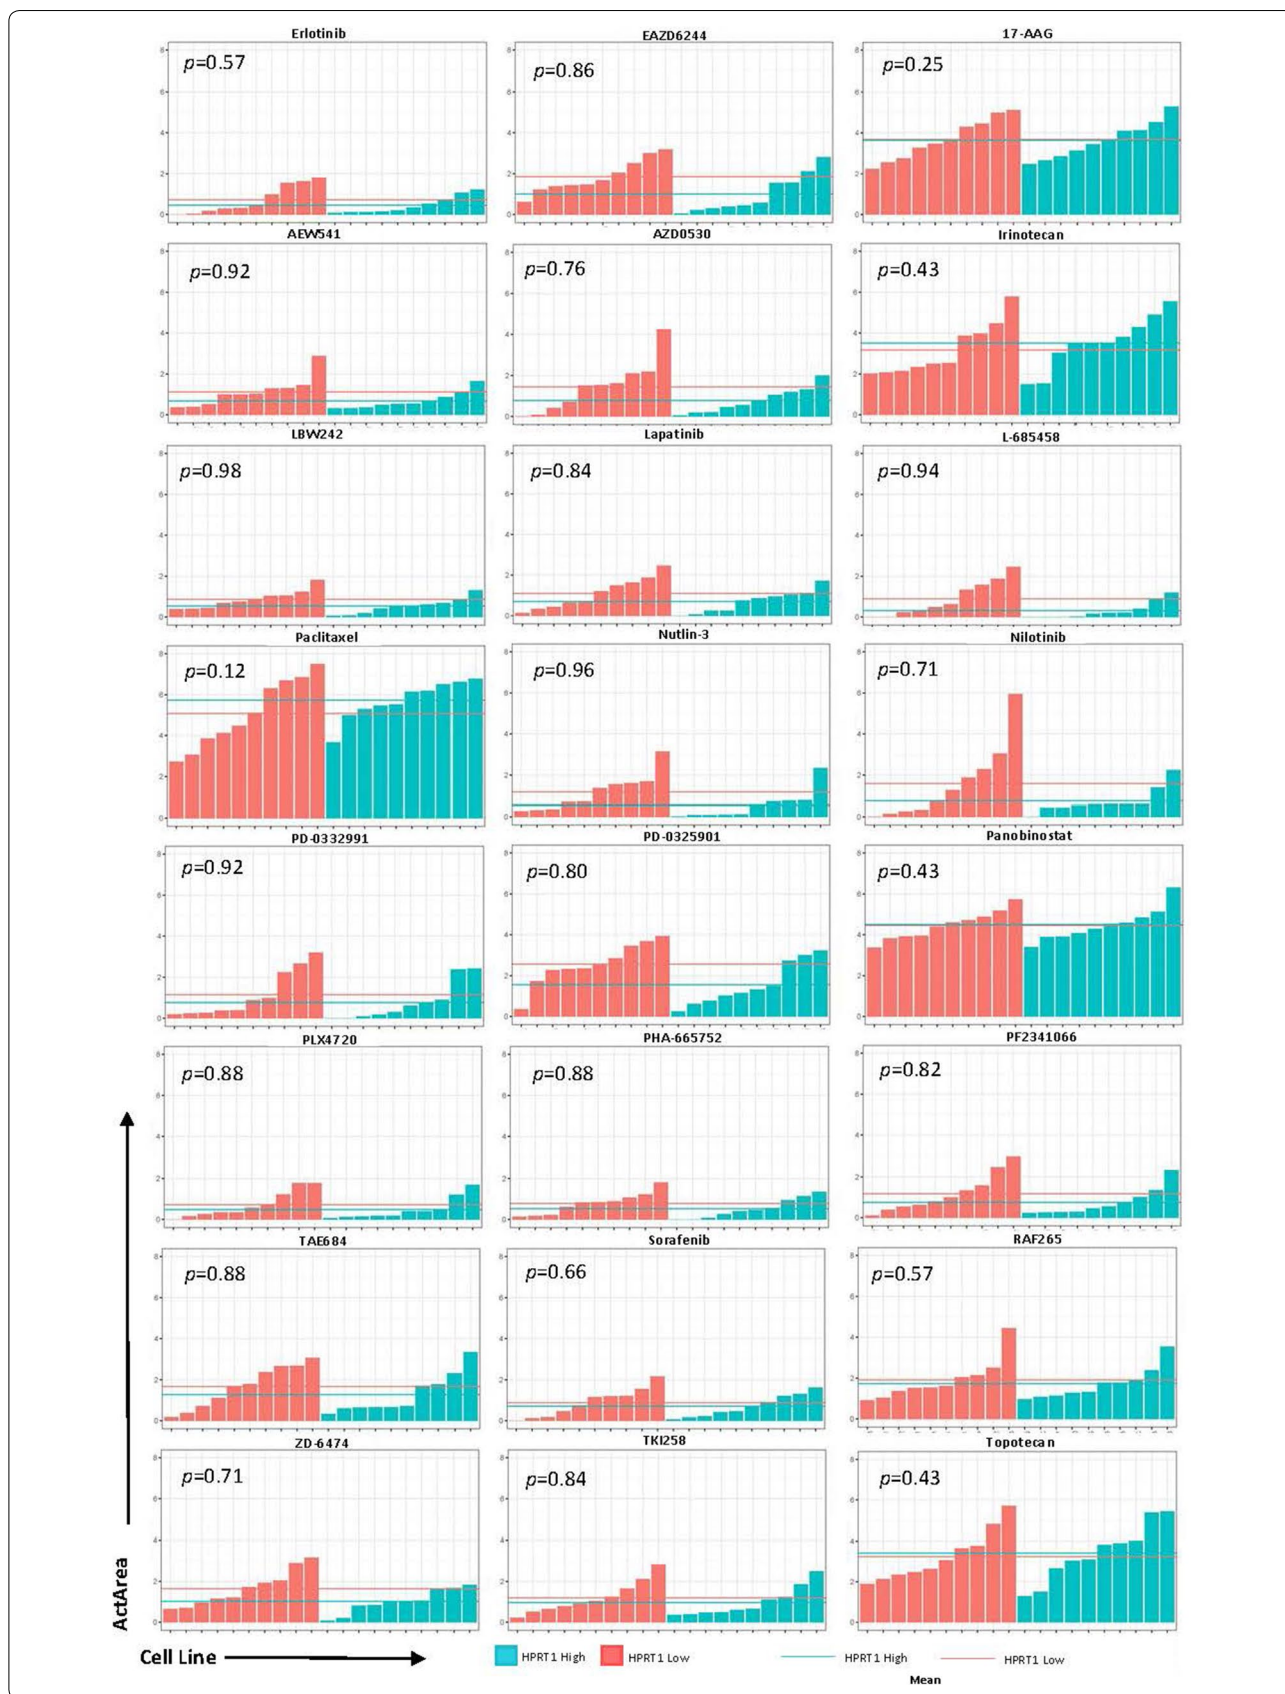 Erlotinib
EAZD6244
17-AAG
p=0.57
p=0.86
p=0.25
AEW541
AZD0530
Irinotecan
p=0.92
p=0.76
p=0.43
LBW242
Lapatinib
L-685458
p=0.98
p=0.84
p=0.94
Paclitaxel
Nutlin-3
Nilotinib
p=0.12
p=0.96
p=0.71
PD-0332991
PD-0325901
Panobinostat
p=0.92
p=0.80
p=0.43
PLX4720
PHA-665752
PF2341066
p=0.88
p=0.88
p=0.82
TAE684
Sorafenib
RAF265
p=0.88
p=0.66
p=0.57
ZD-6474
TKI258
Topotecan
p=0.71
p=0.84
p=0.43
ActArea
Cell Line
HPRT1 High
HPRT1 Low
HPRT1 High
HPRT1 Low
Mean